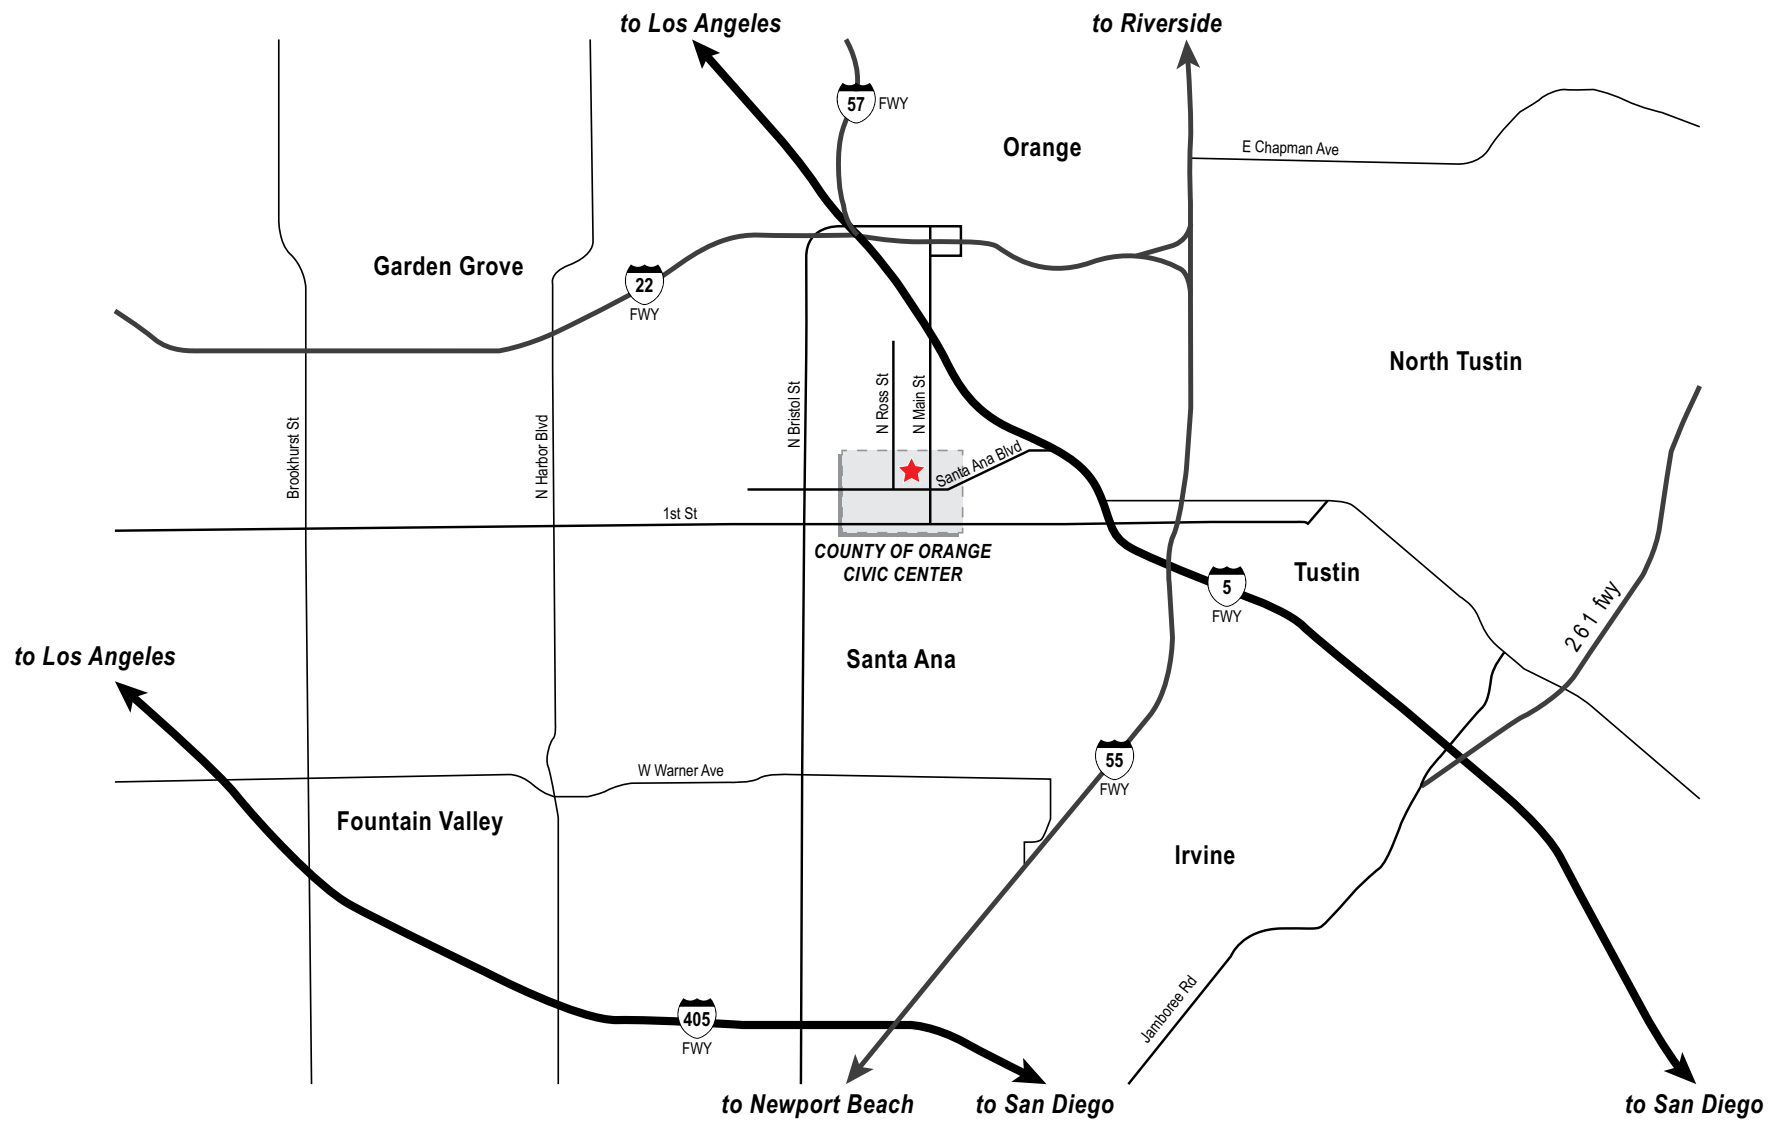 to Los Angeles
to Riverside
57
FWY
Orange
E Chapman Ave
Garden Grove
22
FWY
North Tustin
Brookhurst St
N Harbor Blvd
N Bristol St
N Ross St
N Main St
Santa Ana Blvd
1st St
COUNTY OF ORANGE
CIVIC CENTER
Tustin
5
FWY
261 fwy
to Los Angeles
Santa Ana
55
FWY
W Warner Ave
Fountain Valley
Irvine
405
FWY
Jamboree Rd
to Newport Beach
to San Diego
to San Diego